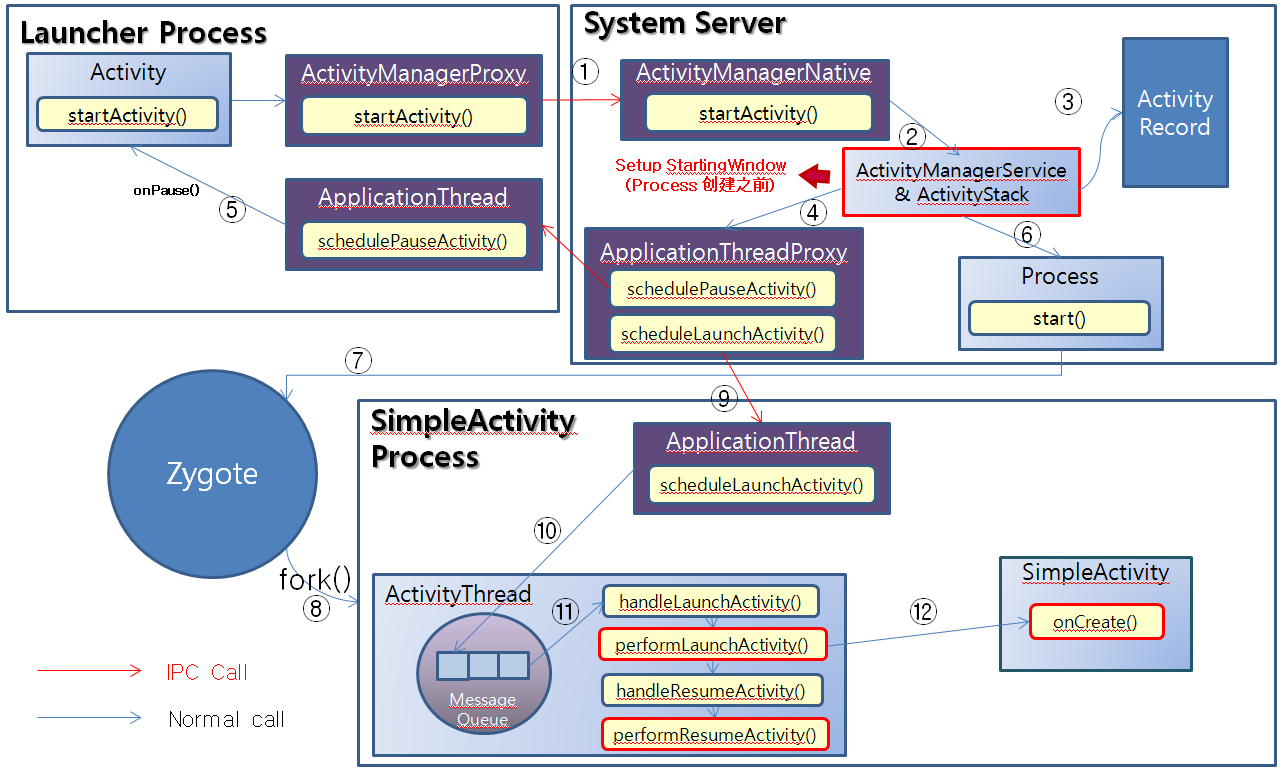 Launcher Process
Activity
startActivity()
ActivityManagerProxy
startActivity()
①
onPause()
⑤
ApplicationThread
schedulePauseActivity()
System Server
ActivityManagerNative
startActivity()
②
③
Activity
Record
Setup StartingWindow
(Process 创建之前)
ActivityManagerService
& ActivityStack
④
⑥
ApplicationThreadProxy
schedulePauseActivity()
scheduleLaunchActivity()
Process
start()
⑦
Zygote
fork()
⑧
⑨
SimpleActivity
Process
ApplicationThread
scheduleLaunchActivity()
⑩
ActivityThread
Message
Queue
⑪
handleLaunchActivity()
performLaunchActivity()
handleResumeActivity()
performResumeActivity()
⑫
SimpleActivity
onCreate()
IPC Call
Normal call